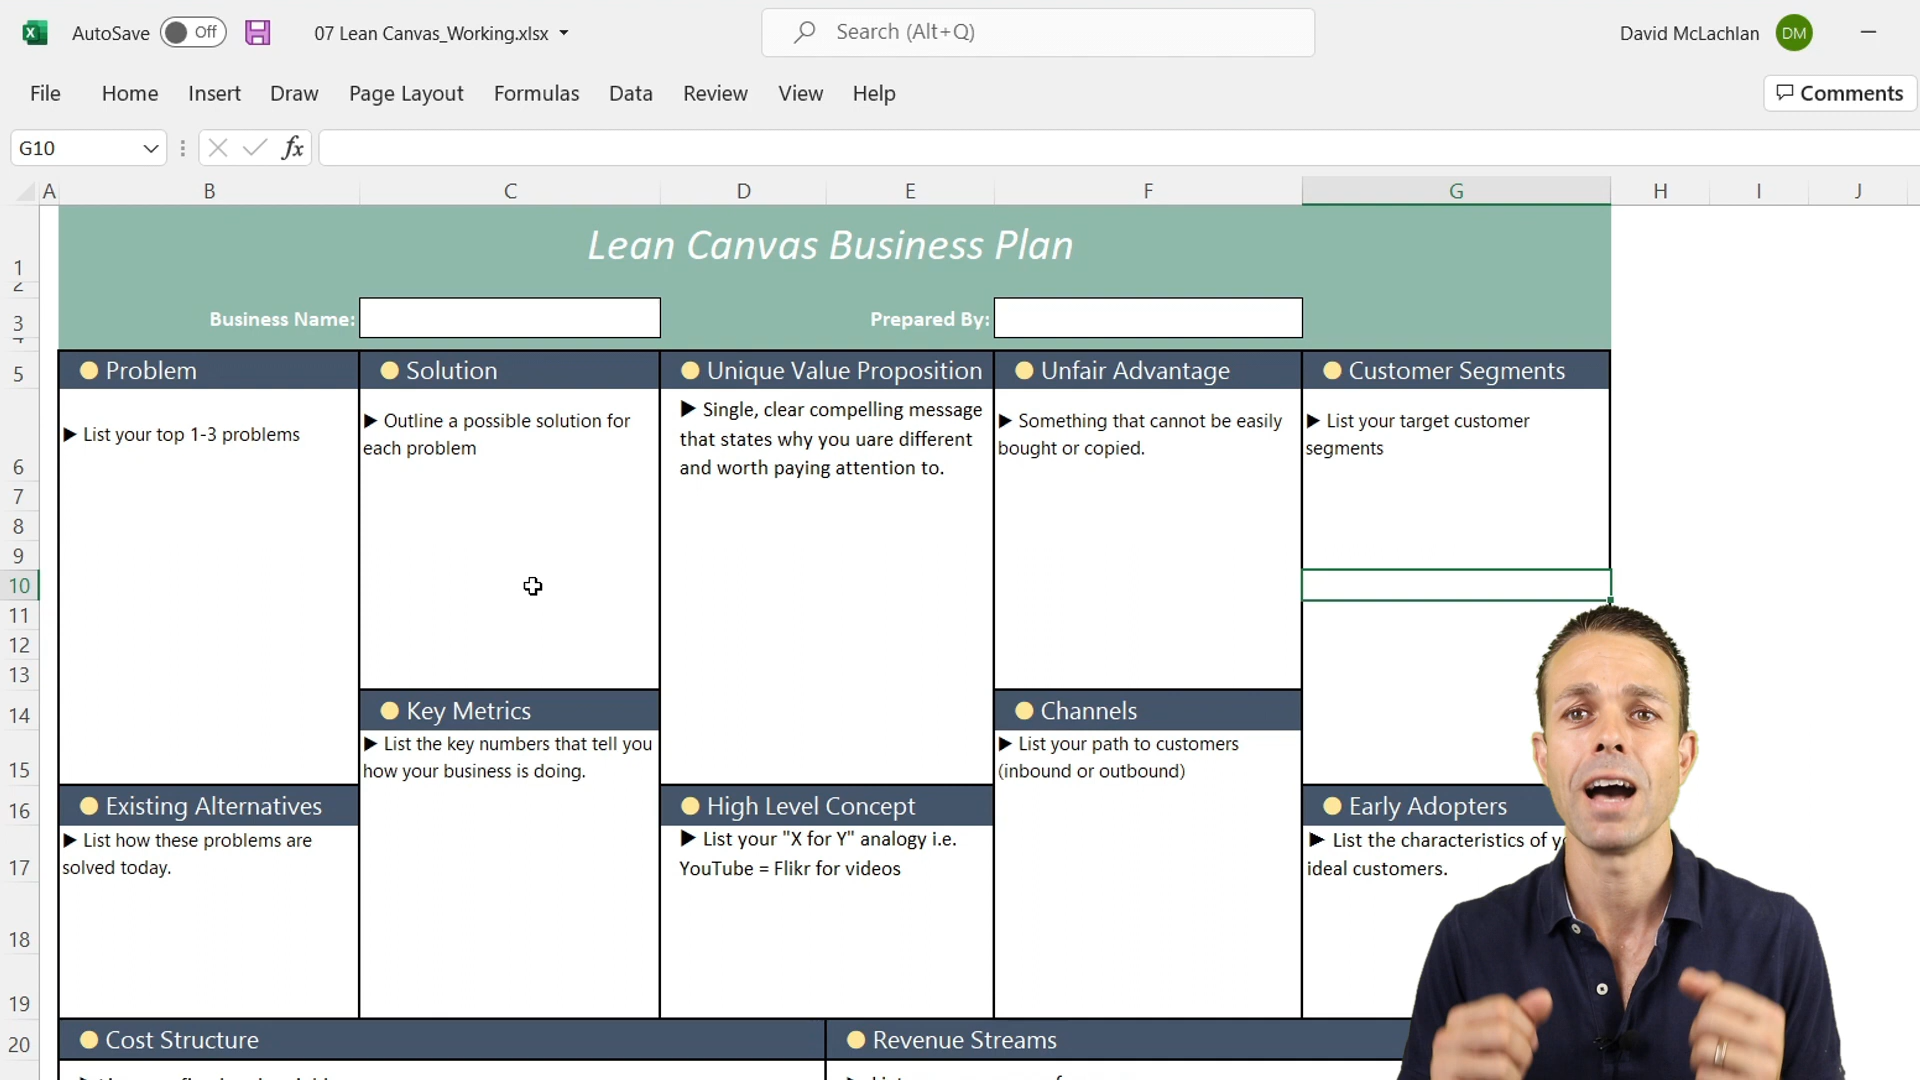 AutoSave Off 07 Lean Canvas_Working.xlsx Search (Alt+Q) David McLachlan DM
File Home Insert Draw Page Layout Formulas Data Review View Help Comments
G10 fx
A B C D E F G H I J
1
Lean Canvas Business Plan
2
3
Business Name: Prepared By:
4
5
Problem
Solution
Unique Value Proposition
Unfair Advantage
Customer Segments
6
▶ List your top 1-3 problems
▶ Outline a possible solution for
each problem
▶ Single, clear compelling message
that states why you uare different
and worth paying attention to.
▶ Something that cannot be easily
bought or copied.
▶ List your target customer
segments
7
8
9
10
11
12
13
14
Key Metrics
Channels
15
▶ List the key numbers that tell you
how your business is doing.
▶ List your path to customers
(inbound or outbound)
16
Existing Alternatives
High Level Concept
Early Adopters
17
▶ List how these problems are
solved today.
▶ List your "X for Y" analogy i.e.
YouTube = Flikr for videos
▶ List the characteristics of
ideal customers.
18
19
20
Cost Structure
Revenue Streams